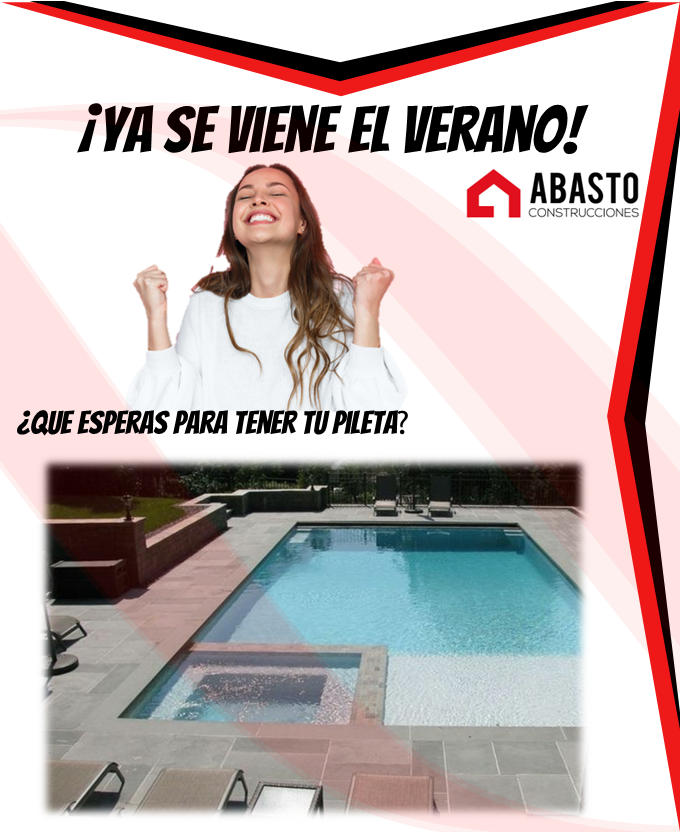 ¡YA SE VIENE EL VERANO!
ABASTO
CONSTRUCCIONES
¿QUE ESPERAS PARA TENER TU PILETA?